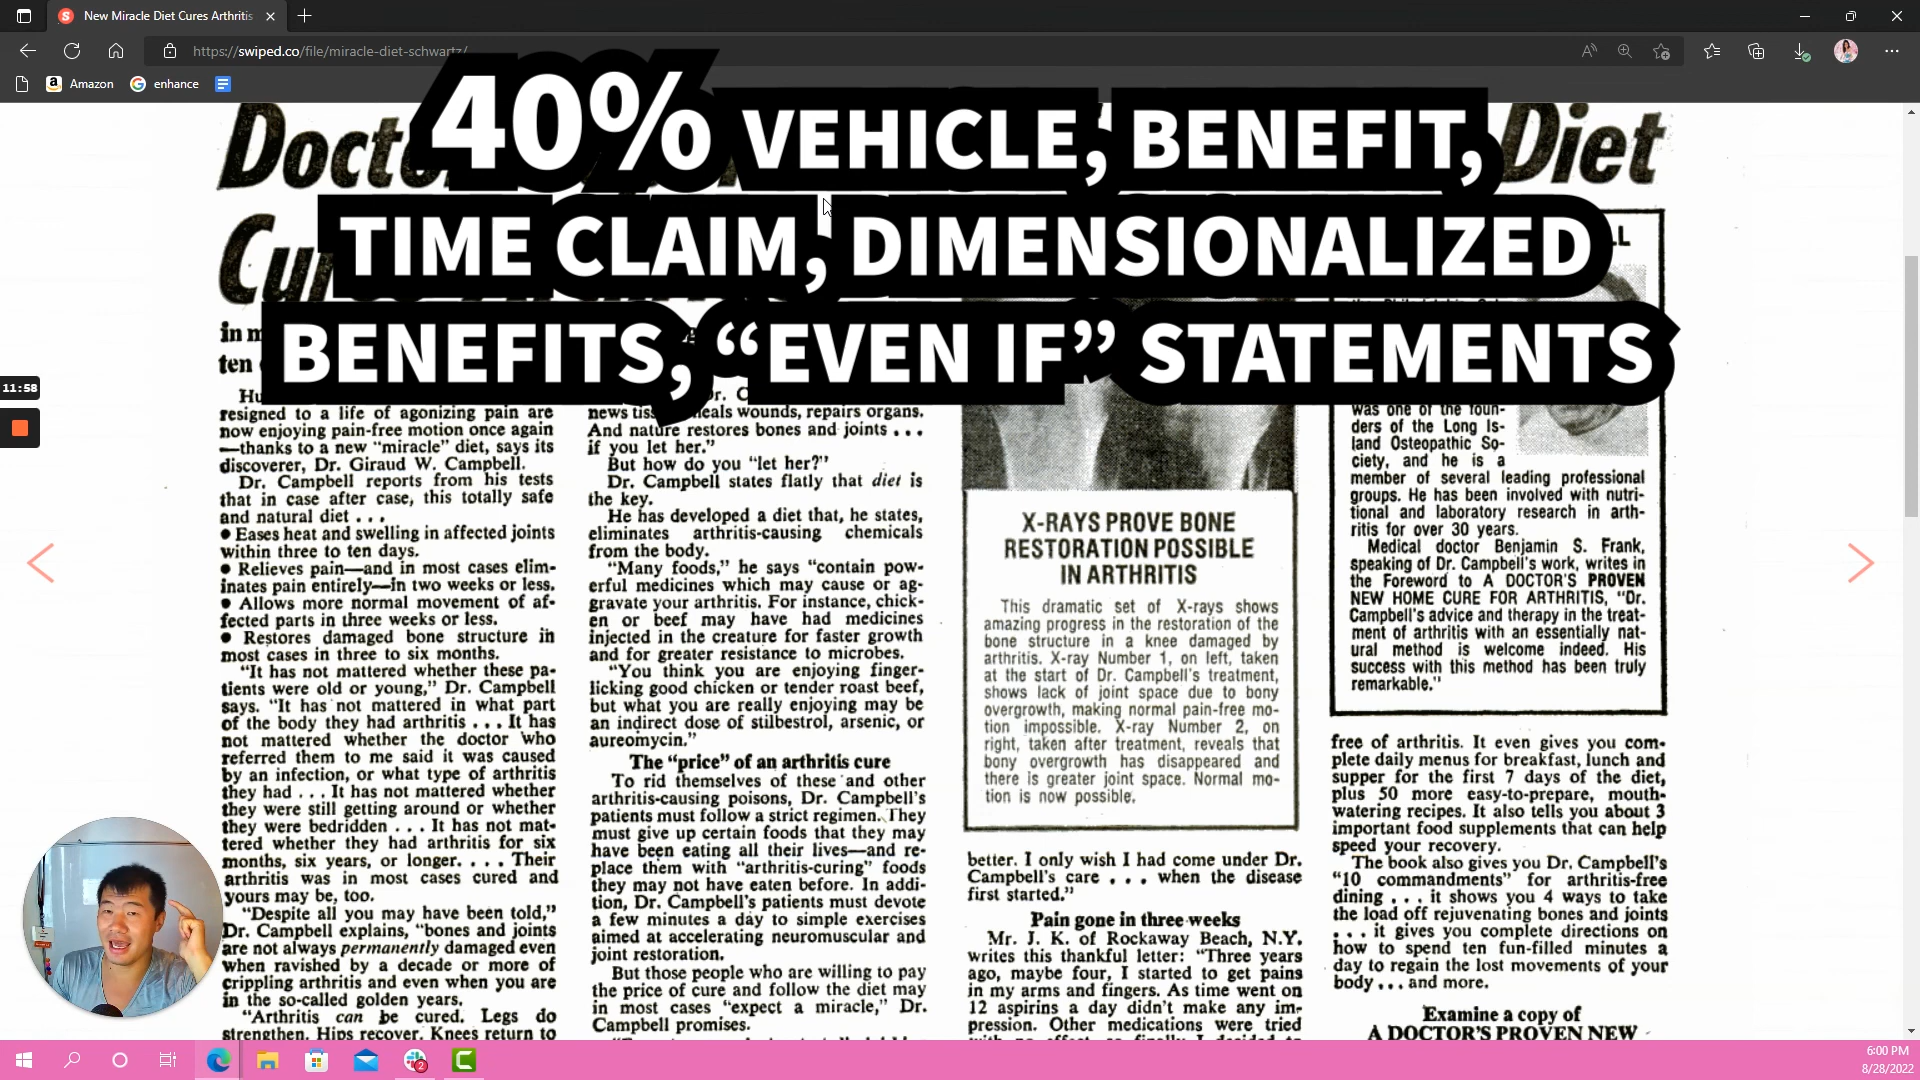 New Miracle Diet Cures Arthritis
https://swiped.co/file/miracle-diet-schwartz/
Amazon
enhance
40% VEHICLE, BENEFIT,
TIME CLAIM, DIMENSIONALIZED
BENEFITS, “EVEN IF” STATEMENTS
11:58
Diet
resigned to a life of agonizing pain are
now enjoying pain-free motion once again
—thanks to a new “miracle” diet, says its
discoverer, Dr. Giraud W. Campbell.
Dr. Campbell reports from his tests
that in case after case, this totally safe
and natural diet . . .
● Eases heat and swelling in affected joints
within three to ten days.
● Relieves pain—and in most cases elim-
inates pain entirely—in two weeks or less.
● Allows more normal movement of af-
fected parts in three weeks or less.
● Restores damaged bone structure in
most cases in three to six months.
“It has not mattered whether these pa-
tients were old or young,” Dr. Campbell
says. “It has not mattered in what part
of the body they had arthritis . . . It has
not mattered whether the doctor who
referred them to me said it was caused
by an infection, or what type of arthritis
they had . . . It has not mattered whether
they were still getting around or whether
they were bedridden . . . It has not mat-
tered whether they had arthritis for six
months, six years, or longer. . . . Their
arthritis was in most cases cured and
yours may be, too.
“Despite all you may have been told,”
Dr. Campbell explains, “bones and joints
are not always permanently damaged even
when ravished by a decade or more of
crippling arthritis and even when you are
in the so-called golden years.
“Arthritis can be cured. Legs do
strengthen. Hips recover. Knees return to
news heals wounds, repairs organs.
And nature restores bones and joints . . .
if you let her.”
But how do you “let her?”
Dr. Campbell states flatly that diet is
the key.
He has developed a diet that, he states,
eliminates arthritis-causing chemicals
from the body.
“Many foods,” he says “contain pow-
erful medicines which may cause or ag-
gravate your arthritis. For instance, chick-
en or beef may have had medicines
injected in the creature for faster growth
and for greater resistance to microbes.
“You think you are enjoying finger-
licking good chicken or tender roast beef,
but what you are really enjoying may be
an indirect dose of stilbestrol, arsenic, or
aureomycin.”
The “price” of an arthritis cure
To rid themselves of these and other
arthritis-causing poisons, Dr. Campbell’s
patients must follow a strict regimen. They
must give up certain foods that they may
have been eating all their lives—and re-
place them with “arthritis-curing” foods
they may not have eaten before. In addi-
tion, Dr. Campbell’s patients must devote
a few minutes a day to simple exercises
aimed at accelerating neuromuscular and
joint restoration.
But those people who are willing to pay
the price of cure and follow the diet may
in most cases “expect a miracle,” Dr.
Campbell promises.
X-RAYS PROVE BONE
RESTORATION POSSIBLE
IN ARTHRITIS
This dramatic set of X-rays shows
amazing progress in the restoration of the
bone structure in a knee damaged by
arthritis. X-ray Number 1, on left, taken
at the start of Dr. Campbell’s treatment,
shows lack of joint space due to bony
overgrowth, making normal pain-free mo-
tion impossible. X-ray Number 2, on
right, taken after treatment, reveals that
bony overgrowth has disappeared and
there is greater joint space. Normal mo-
tion is now possible.
better. I only wish I had come under Dr.
Campbell’s care . . . when the disease
first started.”
Pain gone in three weeks
Mr. J. K. of Rockaway Beach, N.Y.
writes this thankful letter: “Three years
ago, maybe four, I started to get pains
in my arms and fingers. As time went on
12 aspirins a day didn’t make any im-
pression. Other medications were tried
was one of the foun-
ders of the Long Is-
land Osteopathic So-
ciety, and he is a
member of several leading professional
groups. He has been involved with nutri-
tional and laboratory research in arth-
ritis for over 30 years.
Medical doctor Benjamin S. Frank,
speaking of Dr. Campbell’s work, writes in
the Foreword to A DOCTOR’S PROVEN
NEW HOME CURE FOR ARTHRITIS, “Dr.
Campbell’s advice and therapy in the treat-
ment of arthritis with an essentially nat-
ural method is welcome indeed. His
success with this method has been truly
remarkable.”
free of arthritis. It even gives you com-
plete daily menus for breakfast, lunch and
supper for the first 7 days of the diet,
plus 50 more easy-to-prepare, mouth-
watering recipes. It also tells you about 3
important food supplements that can help
speed your recovery.
The book also gives you Dr. Campbell’s
“10 commandments” for arthritis-free
dining . . . it shows you 4 ways to take
the load off rejuvenating bones and joints
. . . it gives you complete directions on
how to spend ten fun-filled minutes a
day to regain the lost movements of your
body . . . and more.
Examine a copy of
A DOCTOR’S PROVEN NEW
6:00 PM
8/28/2022